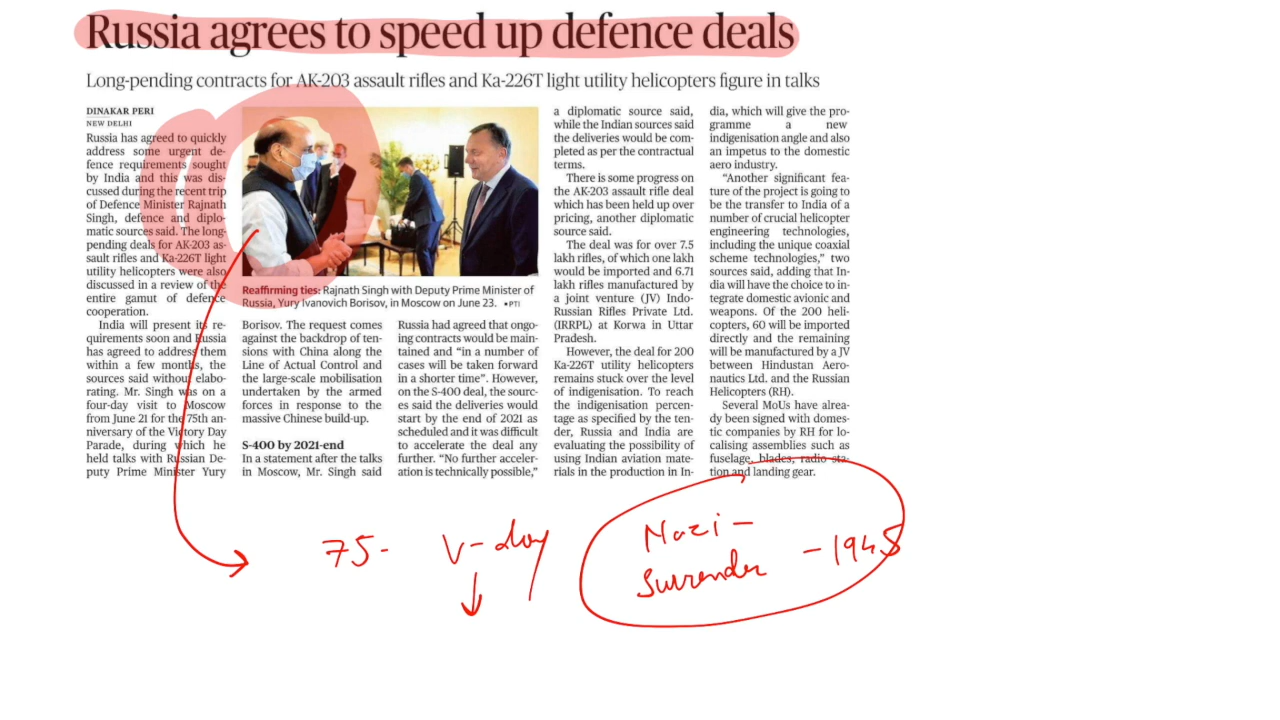 Russia agrees to speed up defence deals
Long-pending contracts for AK-203 assault rifles and Ka-226T light utility helicopters figure in talks
DINAKAR PERI
NEW DELHI
Russia has agreed to quickly
address some urgent de-
fence requirements sought
by India and this was dis-
cussed during the recent trip
of Defence Minister Rajnath
Singh, defence and diplo-
matic sources said. The long-
pending deals for AK-203 as-
sault rifles and Ka-226T light
utility helicopters were also
discussed in a review of the
entire gamut of defence
cooperation.
India will present its re-
quirements soon and Russia
has agreed to address them
within a few months, the
sources said without elabo-
rating. Mr. Singh was on a
four-day visit to Moscow
from June 21 for the 75th an-
niversary of the Victory Day
Parade, during which he
held talks with Russian De-
puty Prime Minister Yury
Reaffirming ties: Rajnath Singh with Deputy Prime Minister of
Russia, Yury Ivanovich Borisov, in Moscow on June 23. •PTI
Borisov. The request comes
against the backdrop of ten-
sions with China along the
Line of Actual Control and
the large-scale mobilisation
undertaken by the armed
forces in response to the
massive Chinese build-up.
S-400 by 2021-end
In a statement after the talks
in Moscow, Mr. Singh said
Russia had agreed that ongo-
ing contracts would be main-
tained and “in a number of
cases will be taken forward
in a shorter time”. However,
on the S-400 deal, the sourc-
es said the deliveries would
start by the end of 2021 as
scheduled and it was difficult
to accelerate the deal any
further. “No further acceler-
ation is technically possible,”
a diplomatic source said,
while the Indian sources said
the deliveries would be com-
pleted as per the contractual
terms.
There is some progress on
the AK-203 assault rifle deal
which has been held up over
pricing, another diplomatic
source said.
The deal was for over 7.5
lakh rifles, of which one lakh
would be imported and 6.71
lakh rifles manufactured by
a joint venture (JV) Indo-
Russian Rifles Private Ltd.
(IRRPL) at Korwa in Uttar
Pradesh.
However, the deal for 200
Ka-226T utility helicopters
remains stuck over the level
of indigenisation. To reach
the indigenisation percen-
tage as specified by the ten-
der, Russia and India are
evaluating the possibility of
using Indian aviation mate-
rials in the production in In-
dia, which will give the pro-
gramme a new
indigenisation angle and also
an impetus to the domestic
aero industry.
“Another significant fea-
ture of the project is going to
be the transfer to India of a
number of crucial helicopter
engineering technologies,
including the unique coaxial
scheme technologies,” two
sources said, adding that In-
dia will have the choice to in-
tegrate domestic avionic and
weapons. Of the 200 heli-
copters, 60 will be imported
directly and the remaining
will be manufactured by a JV
between Hindustan Aero-
nautics Ltd. and the Russian
Helicopters (RH).
Several MoUs have alrea-
dy been signed with domes-
tic companies by RH for lo-
calising assemblies such as
fuselage, blades, radio sta-
tion and landing gear.
75- V-day
Nazi-
Surrender -1945